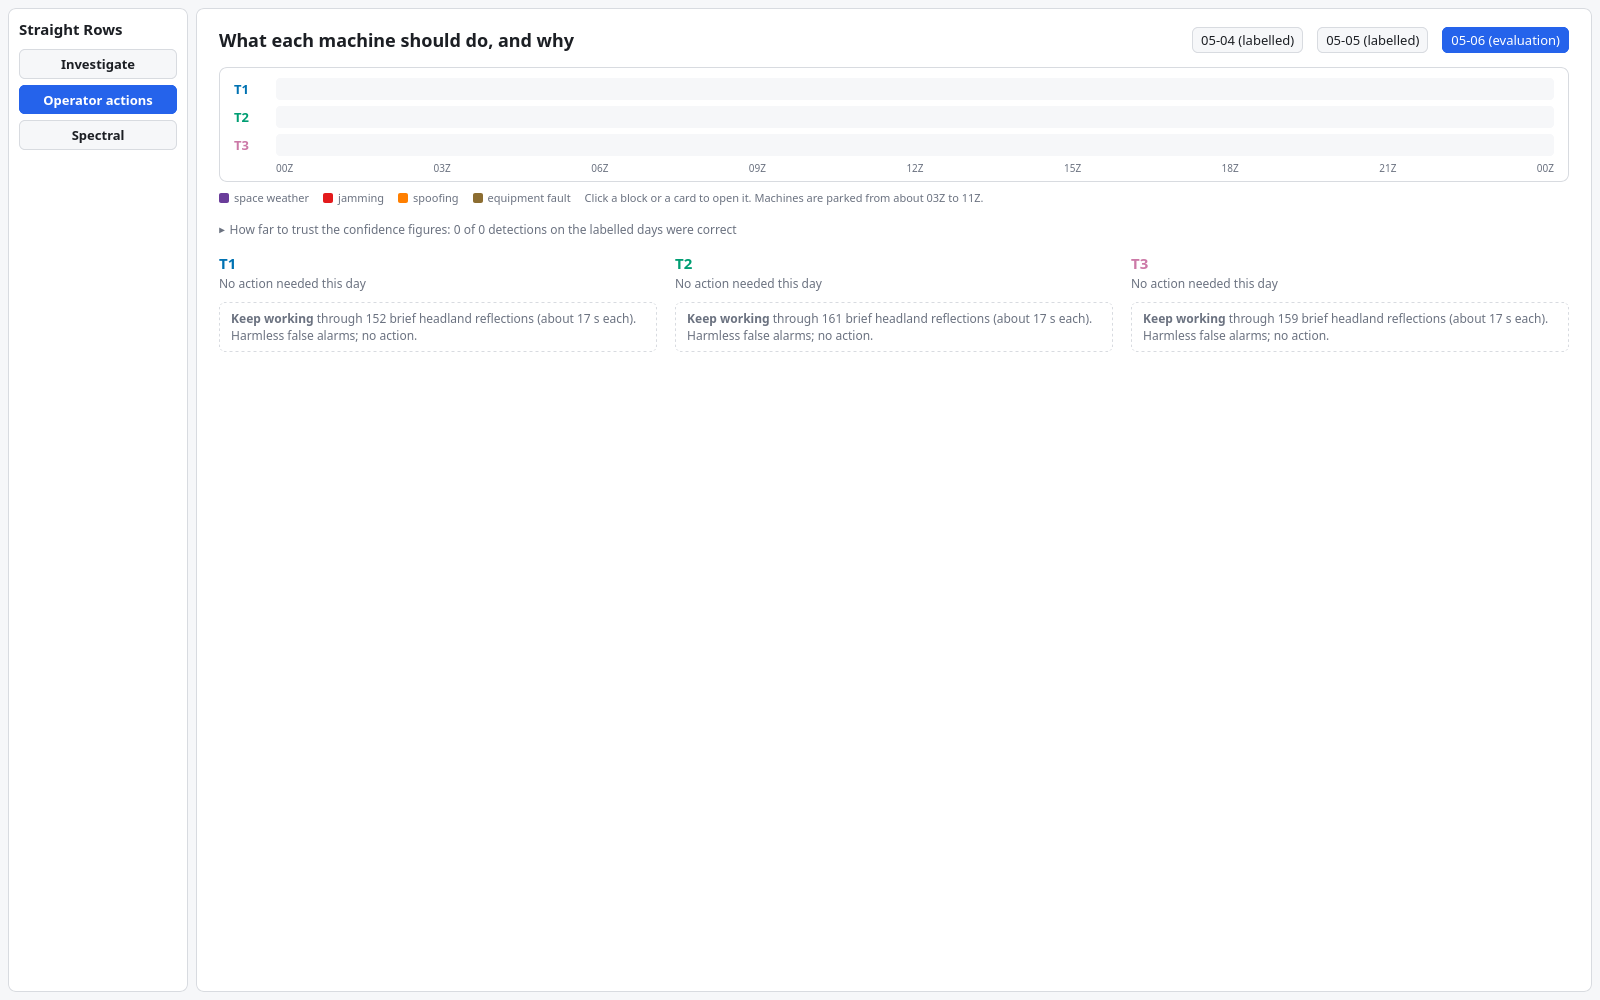 Straight Rows
Investigate
Operator actions
Spectral
What each machine should do, and why
05-04 (labelled)
05-05 (labelled)
05-06 (evaluation)
T1
T2
T3
00Z 03Z 06Z 09Z 12Z 15Z 18Z 21Z 00Z
space weather jamming spoofing equipment fault Click a block or a card to open it. Machines are parked from about 03Z to 11Z.
▸ How far to trust the confidence figures: 0 of 0 detections on the labelled days were correct
T1
No action needed this day
Keep working through 152 brief headland reflections (about 17 s each).
Harmless false alarms; no action.
T2
No action needed this day
Keep working through 161 brief headland reflections (about 17 s each).
Harmless false alarms; no action.
T3
No action needed this day
Keep working through 159 brief headland reflections (about 17 s each).
Harmless false alarms; no action.